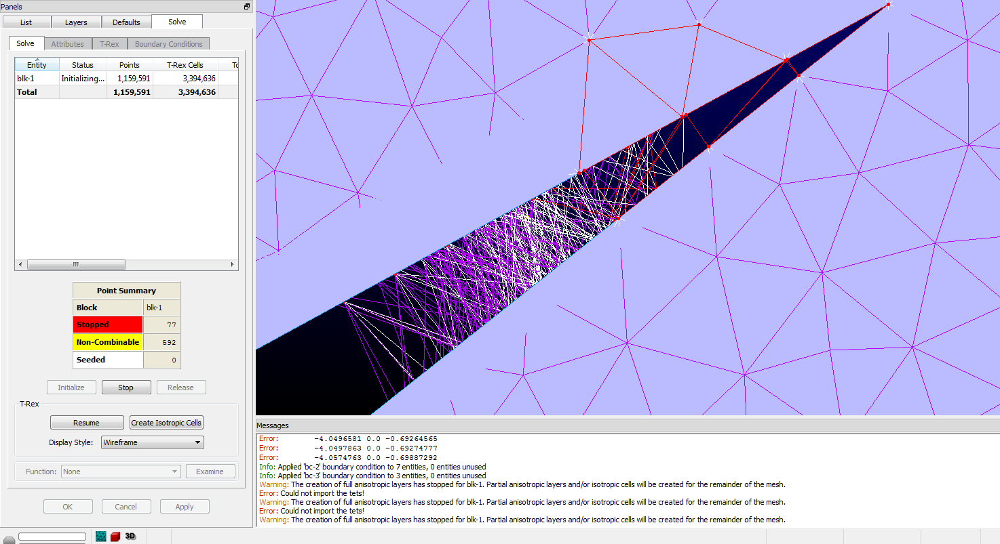 Panels
List Layers Defaults Solve
Solve Attributes T-Rex Boundary Conditions
Entity Status Points T-Rex Cells
blk-1 Initializing... 1,159,591 3,394,636
Total 1,159,591 3,394,636
Point Summary
Block blk-1
Stopped 77
Non-Combinable 592
Seeded 0
Initialize Stop Release
T-Rex
Resume Create Isotropic Cells
Display Style: Wireframe
Function: None Examine
OK Cancel Apply
Messages
Error: -4.0496581 0.0 -0.69264565
Error: -4.0497863 0.0 -0.69274777
Error: -4.0574763 0.0 -0.69887292
Info: Applied 'bc-2' boundary condition to 7 entities, 0 entities unused
Info: Applied 'bc-3' boundary condition to 3 entities, 0 entities unused
Warning: The creation of full anisotropic layers has stopped for blk-1. Partial anisotropic layers and/or isotropic cells will be created for the remainder of the mesh.
Error: Could not import the tets!
Warning: The creation of full anisotropic layers has stopped for blk-1. Partial anisotropic layers and/or isotropic cells will be created for the remainder of the mesh.
Error: Could not import the tets!
Warning: The creation of full anisotropic layers has stopped for blk-1. Partial anisotropic layers and/or isotropic cells will be created for the remainder of the mesh.
3D